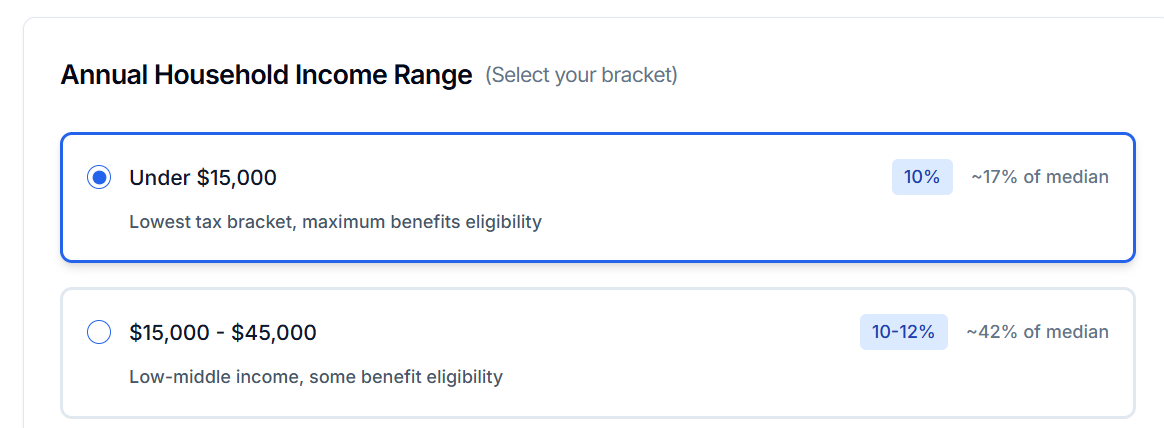 Annual Household Income Range (Select your bracket)
Under $15,000 10% ~17% of median
Lowest tax bracket, maximum benefits eligibility
$15,000 - $45,000 10-12% ~42% of median
Low-middle income, some benefit eligibility